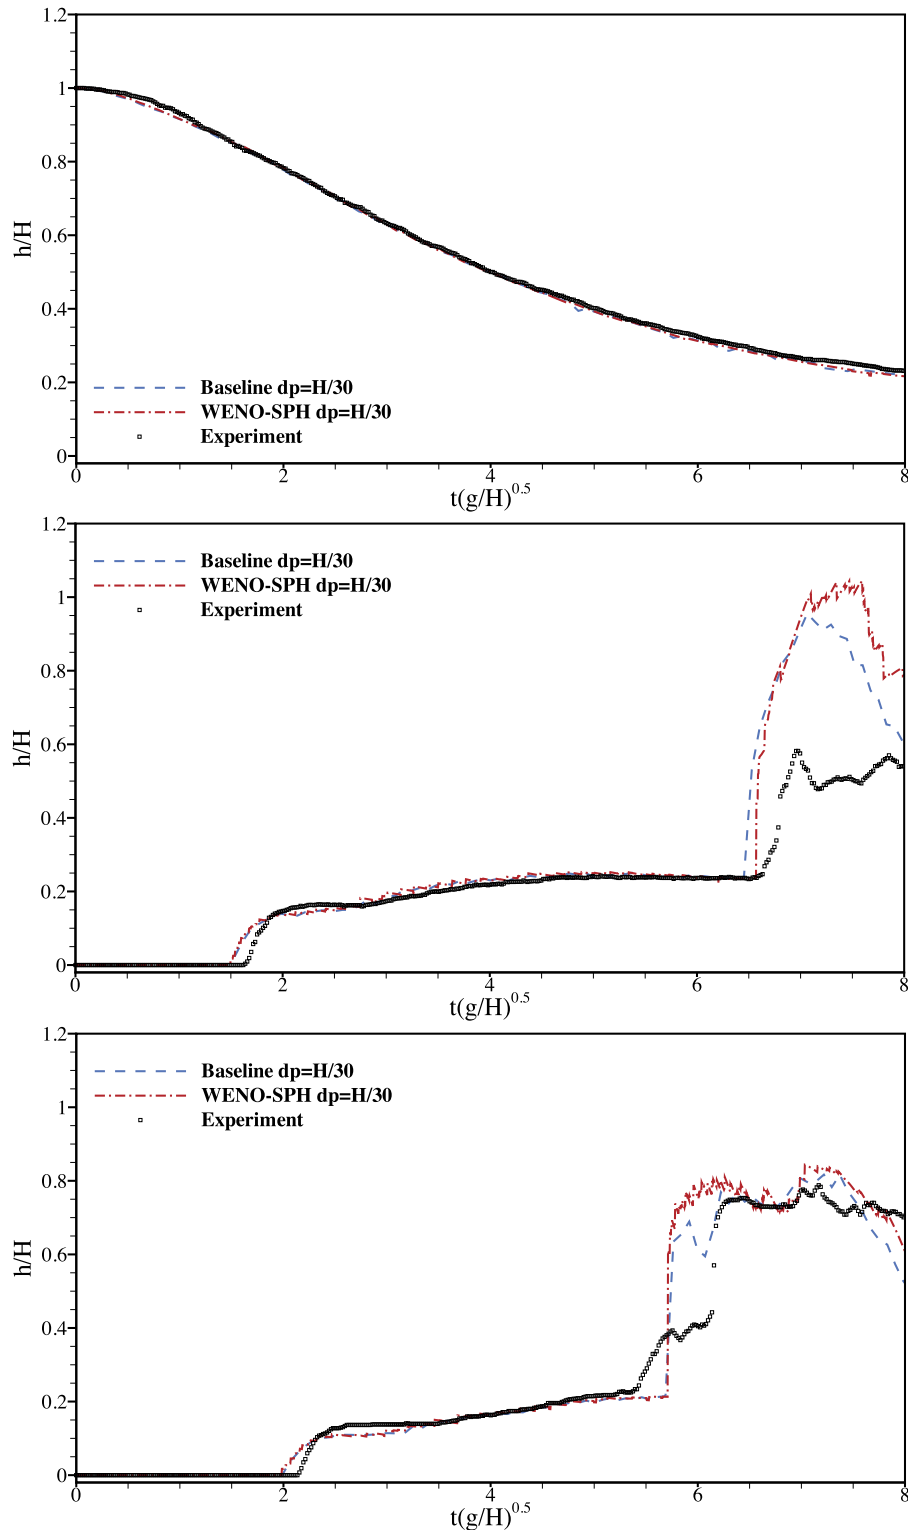 1.2
1
0.8
0.6
h/H
0.4
0.2
0
Baseline dp=H/30
WENO-SPH dp=H/30
Experiment
0 2 4 6 8
t(g/H)^0.5
1.2
1
0.8
0.6
h/H
0.4
0.2
0
Baseline dp=H/30
WENO-SPH dp=H/30
Experiment
0 2 4 6 8
t(g/H)^0.5
1.2
1
0.8
0.6
h/H
0.4
0.2
0
Baseline dp=H/30
WENO-SPH dp=H/30
Experiment
0 2 4 6 8
t(g/H)^0.5